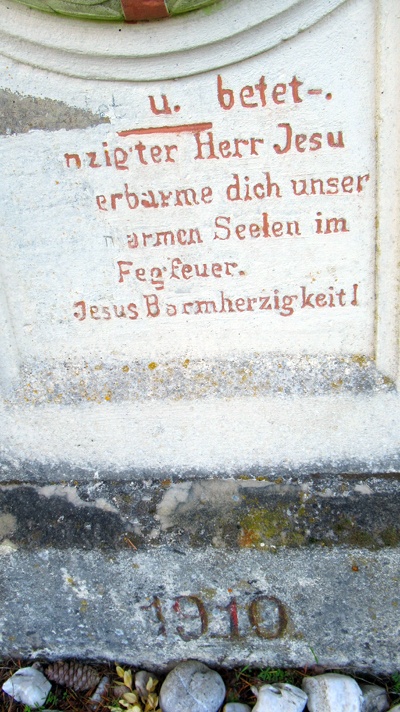 u. betet-.
nzigter Herr Jesu
erbarme dich unser
armen Seelen im
Fegfeuer.
Jesus Barmherzigkeit!
1910